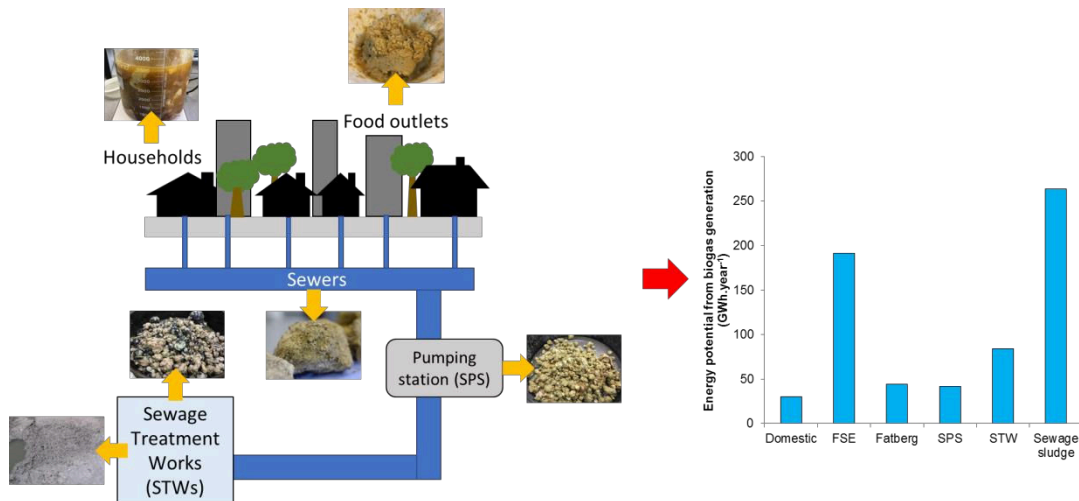 Food outlets
Households
Sewers
Pumping
station (SPS)
Sewage
Treatment
Works
(STWs)
Energy potential from biogas generation
(GWh.year⁻¹)
300
250
200
150
100
50
0
Domestic
FSE
Fatberg
SPS
STW
Sewage
sludge